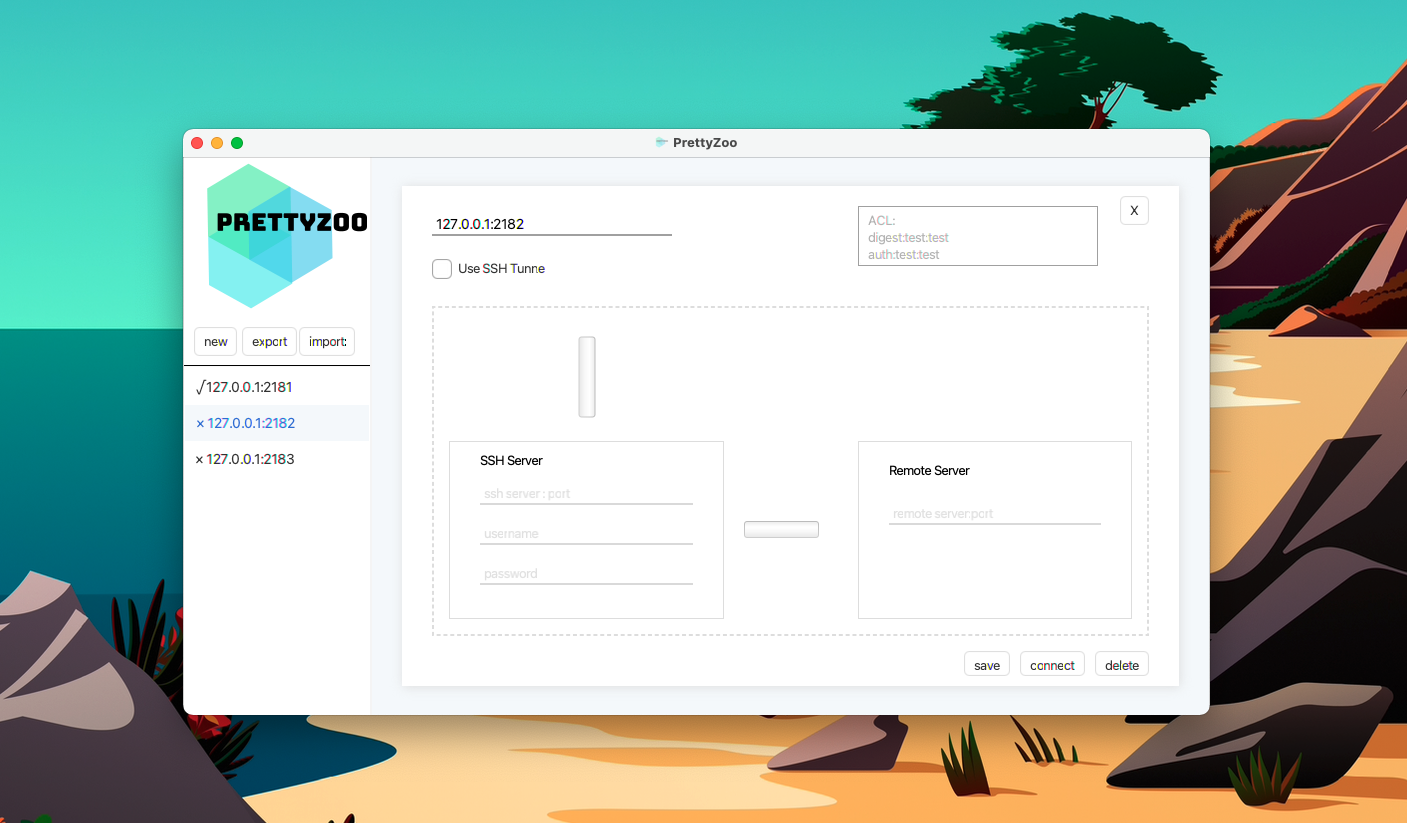 PrettyZoo
PRETTYZOO
new
export
import:
√127.0.0.1:2181
× 127.0.0.1:2182
× 127.0.0.1:2183
127.0.0.1:2182
Use SSH Tunne
ACL:
digest:test:test
auth:test:test
X
SSH Server
ssh server : port
username
password
Remote Server
remote server:port
save
connect
delete